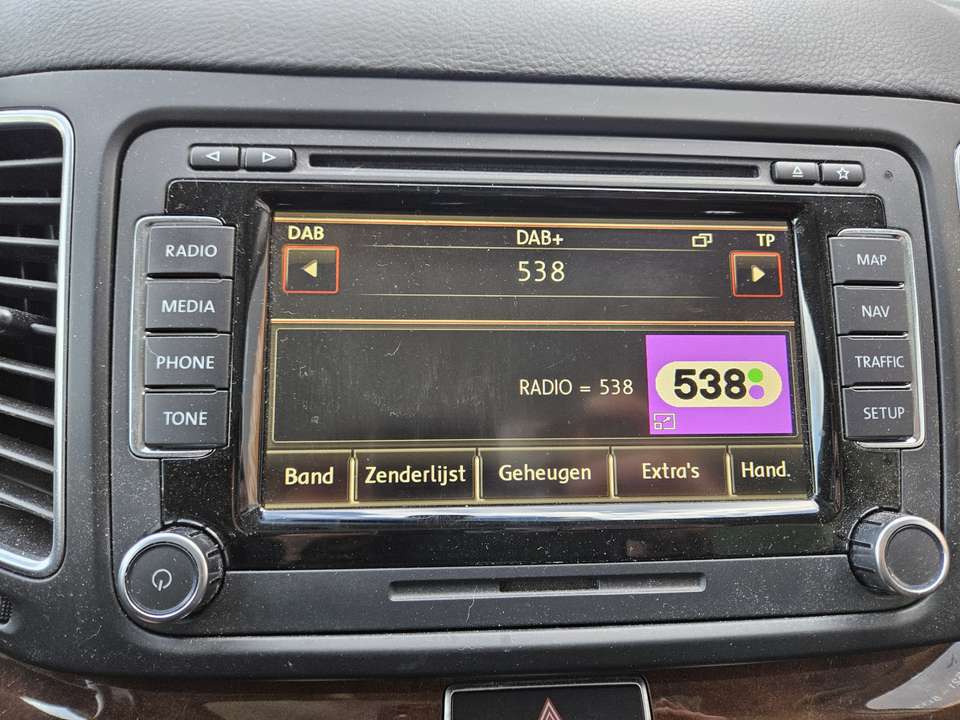 DAB DAB+ TP
538
RADIO
MEDIA
PHONE
TONE
RADIO = 538
538
Band Zenderlijst Geheugen Extra's Hand.
MAP
NAV
TRAFFIC
SETUP